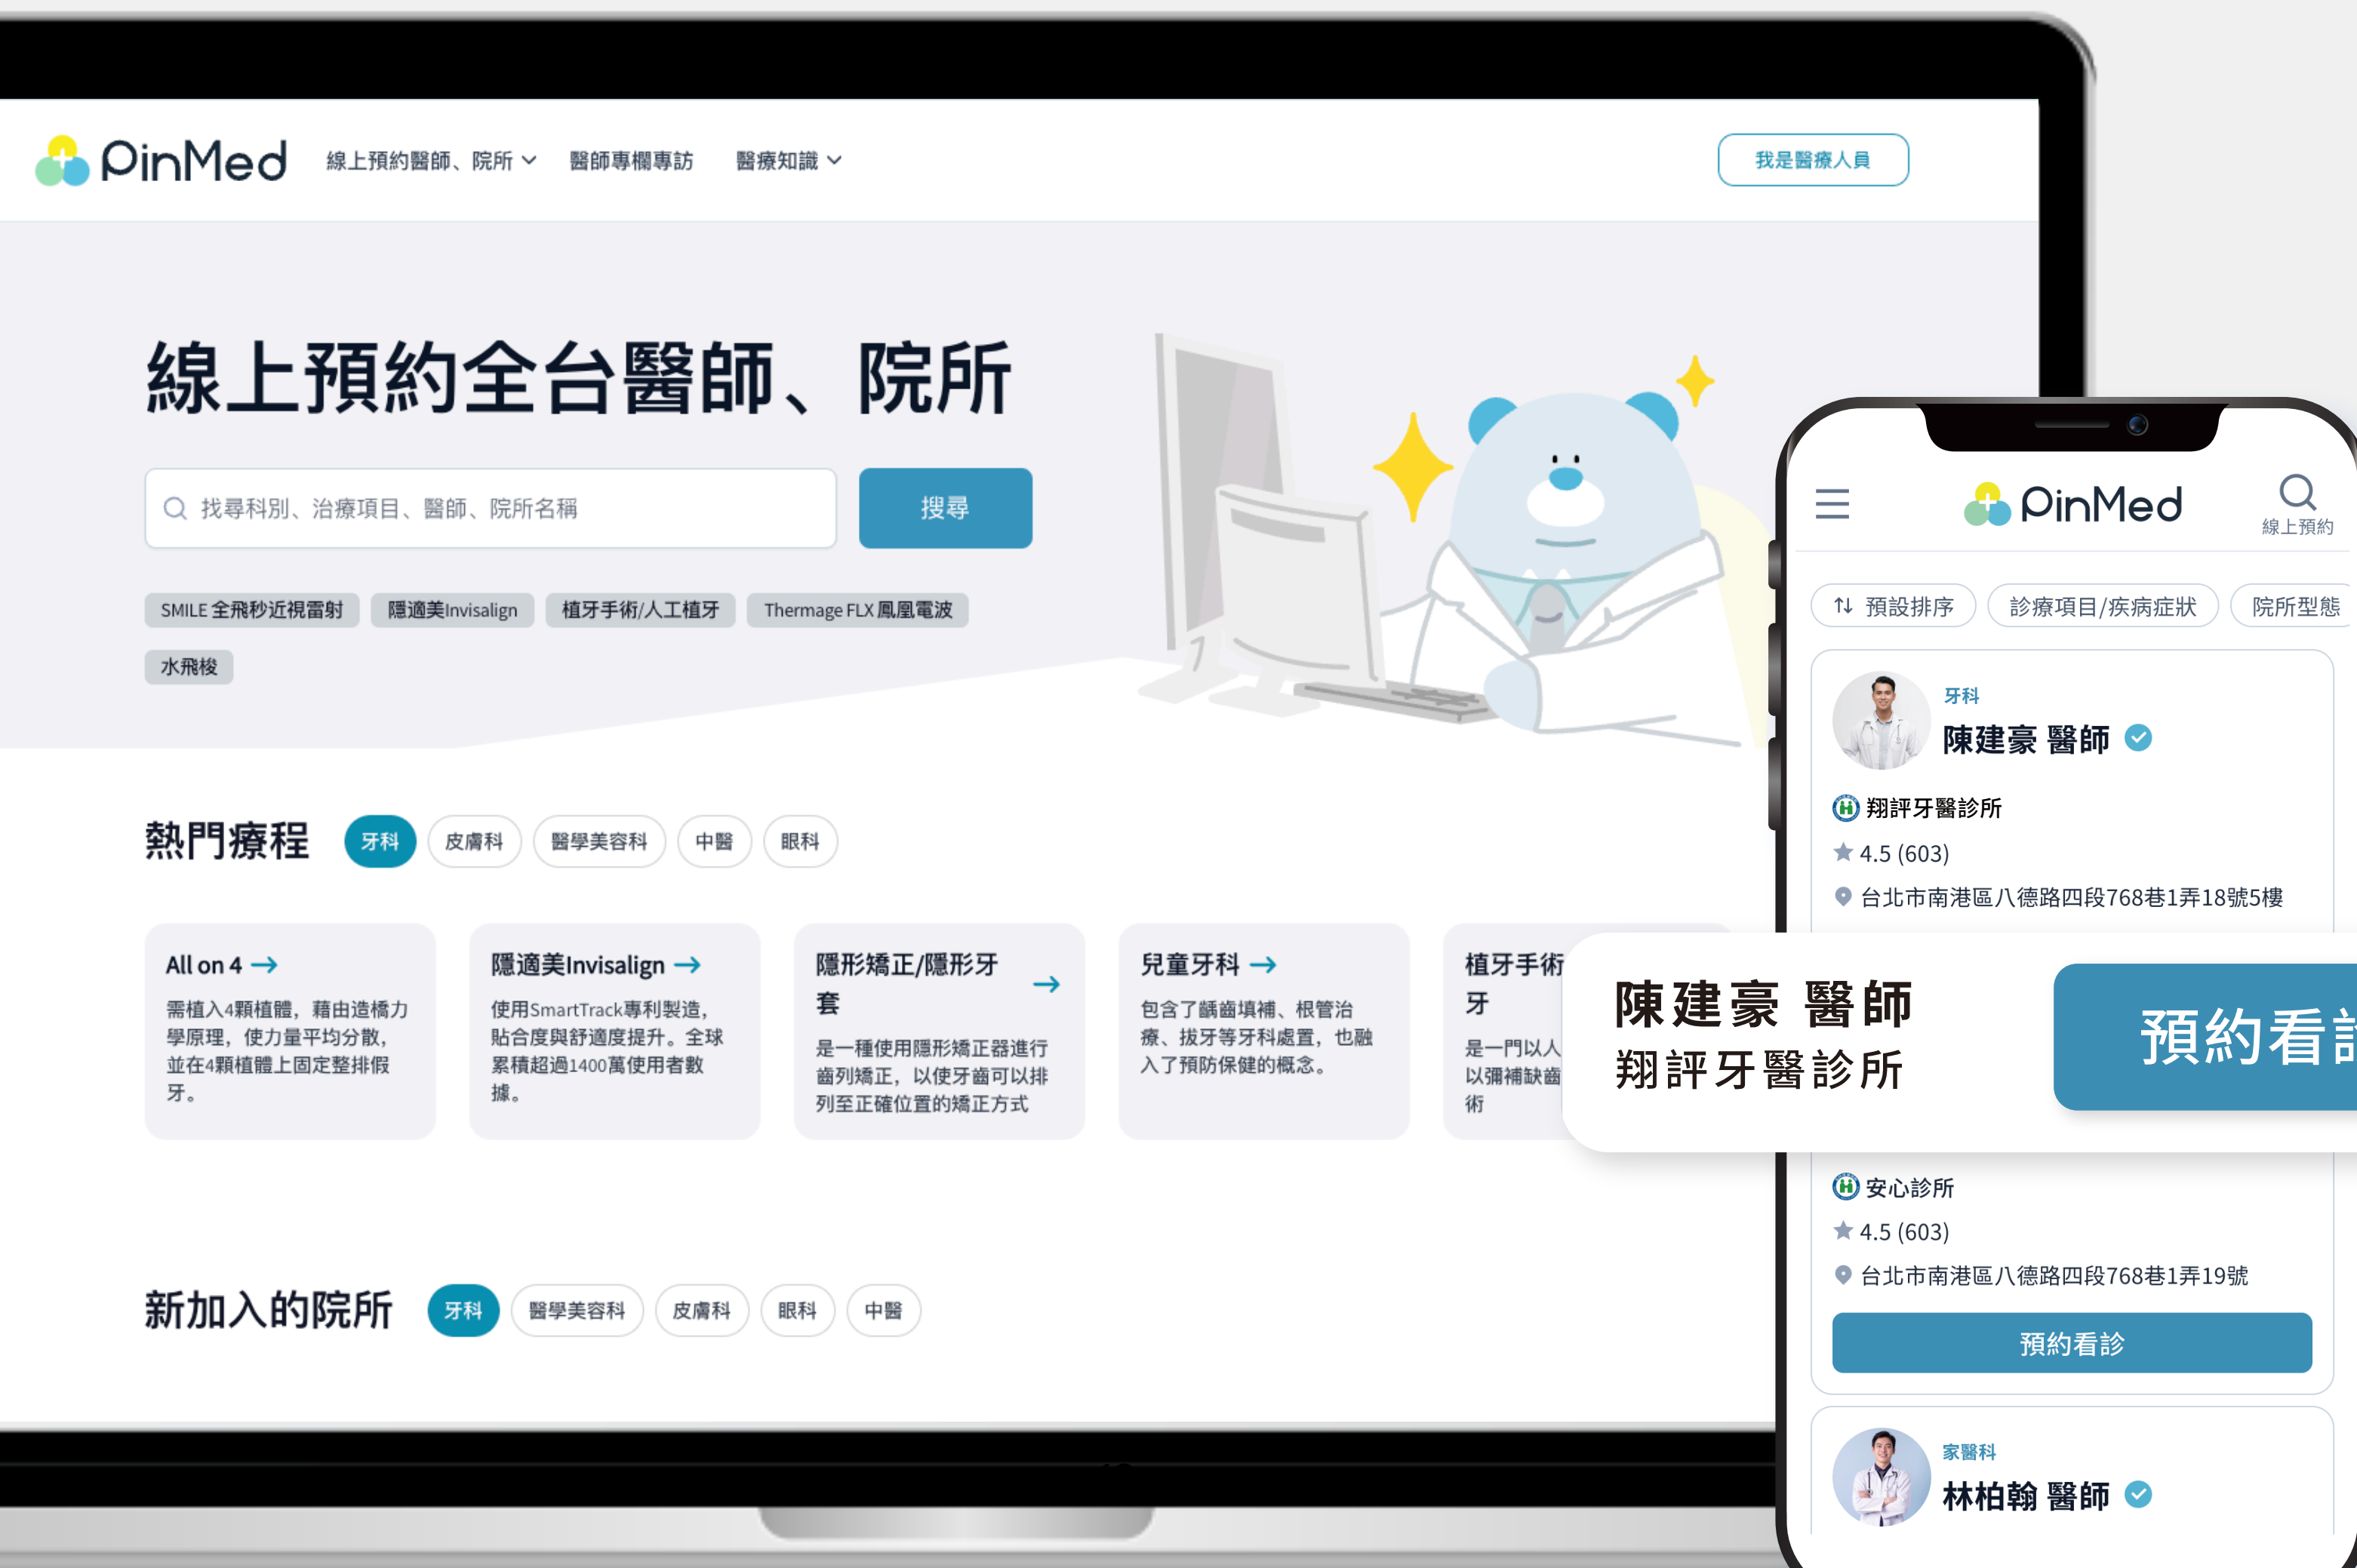 PinMed
線上預約醫師、院所
醫師專欄專訪
醫療知識
我是醫療人員
線上預約全台醫師、院所
找尋科別、治療項目、醫師、院所名稱
搜尋
SMILE 全飛秒近視雷射
隱適美Invisalign
植牙手術/人工植牙
Thermage FLX 鳳凰電波
水飛梭
熱門療程
牙科
皮膚科
醫學美容科
中醫
眼科
All on 4
需植入4顆植體，藉由造橋力
學原理，使力量平均分散，
並在4顆植體上固定整排假
牙。
隱適美Invisalign
使用SmartTrack專利製造，
貼合度與舒適度提升。全球
累積超過1400萬使用者數
據。
隱形矯正/隱形牙
套
是一種使用隱形矯正器進行
齒列矯正，以使牙齒可以排
列至正確位置的矯正方式
兒童牙科
包含了齲齒填補、根管治
療、拔牙等牙科處置，也融
入了預防保健的概念。
植牙手術
牙
是一門以人
以彌補缺齒
術
新加入的院所
牙科
醫學美容科
皮膚科
眼科
中醫
PinMed
線上預約
預設排序
診療項目/疾病症狀
院所型態
牙科
陳建豪 醫師
翔評牙醫診所
4.5 (603)
台北市南港區八德路四段768巷1弄18號5樓
陳建豪 醫師
翔評牙醫診所
預約看
安心診所
4.5 (603)
台北市南港區八德路四段768巷1弄19號
預約看診
家醫科
林柏翰 醫師